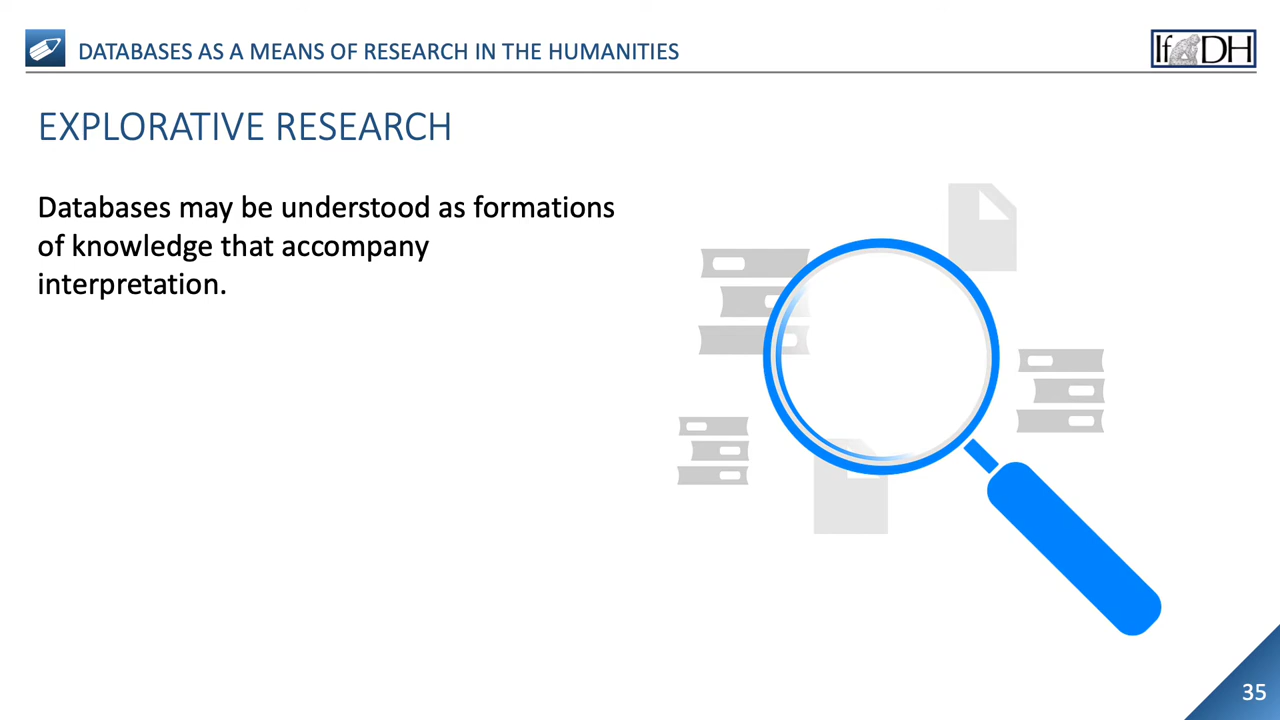 DATABASES AS A MEANS OF RESEARCH IN THE HUMANITIES
IfDH
EXPLORATIVE RESEARCH
Databases may be understood as formations
of knowledge that accompany
interpretation.
35